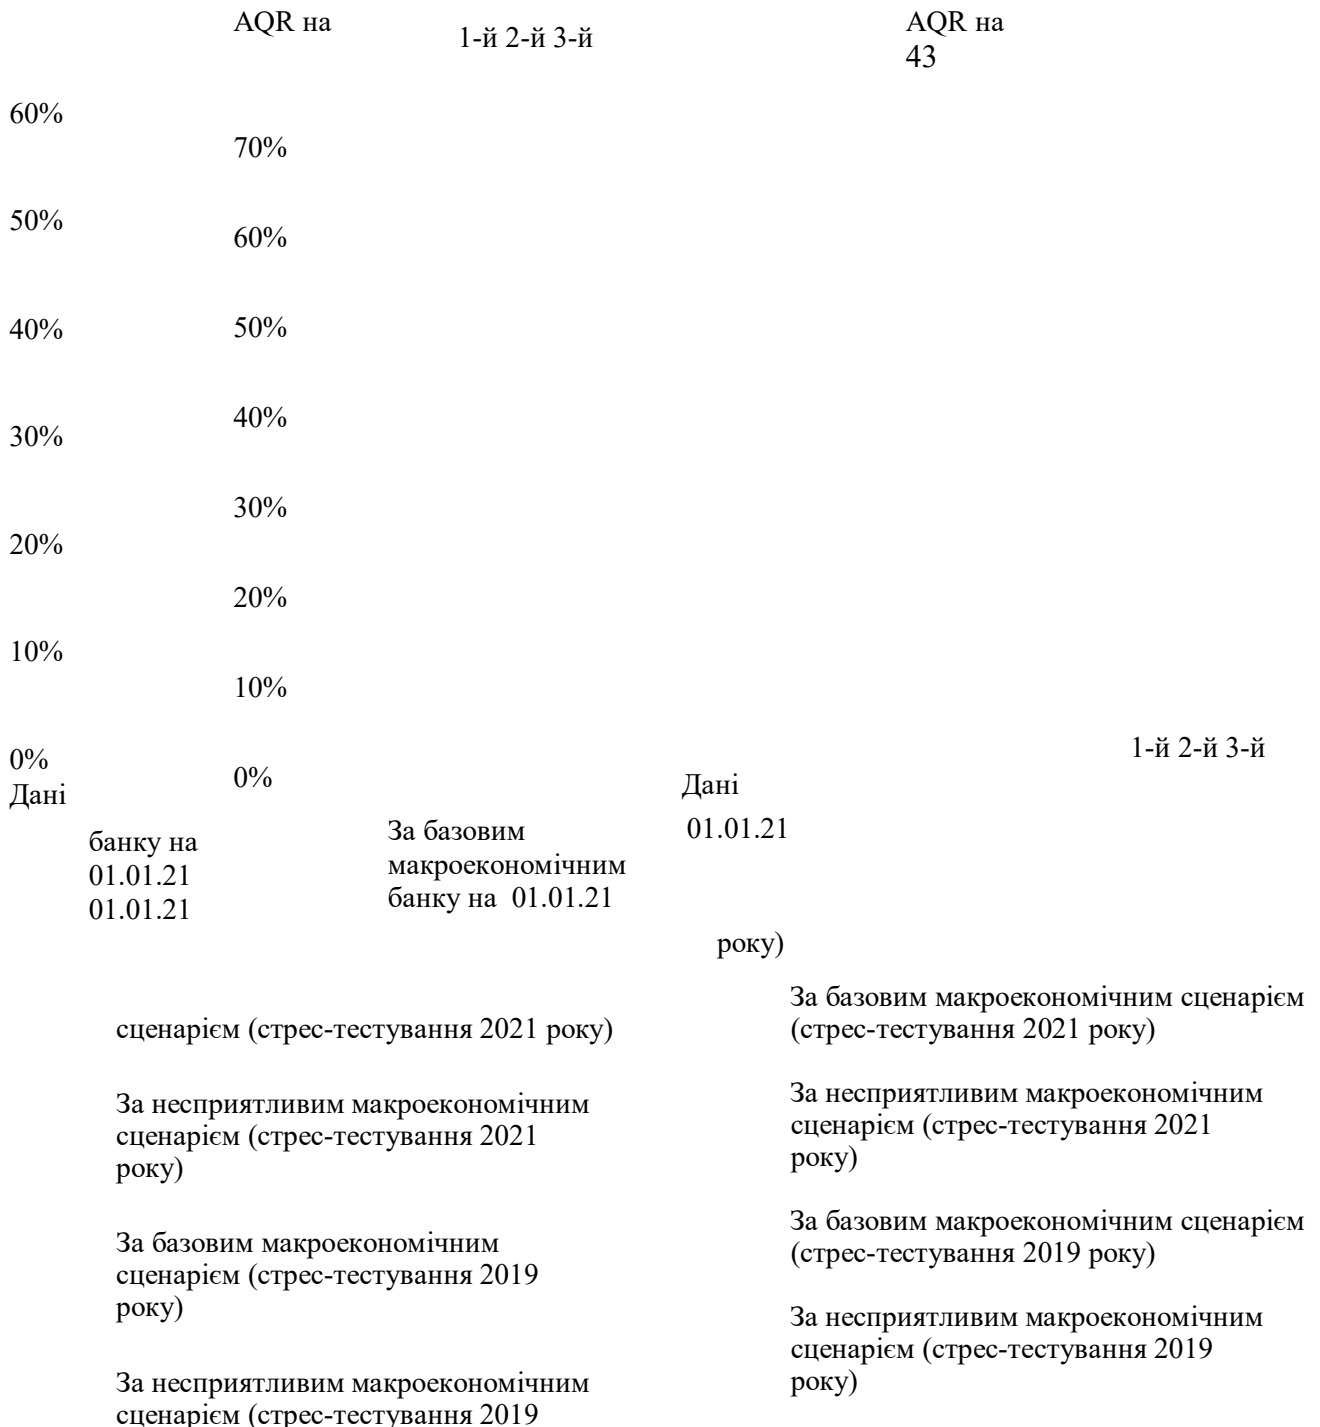 AQR на
1-й 2-й 3-й
AQR на
43
60%
70%
50%
60%
40%
50%
30%
40%
20%
30%
10%
20%
0%
10%
0%
Дані
банку на
01.01.21
01.01.21
За базовим
макроекономічним
банку на 01.01.21
Дані
01.01.21
1-й 2-й 3-й
року)
сценарієм (стрес-тестування 2021 року)
За несприятливим макроекономічним
сценарієм (стрес-тестування 2021
року)
За базовим макроекономічним
сценарієм (стрес-тестування 2019
року)
За несприятливим макроекономічним
сценарієм (стрес-тестування 2019
За базовим макроекономічним сценарієм
(стрес-тестування 2021 року)
За несприятливим макроекономічним
сценарієм (стрес-тестування 2021
року)
За базовим макроекономічним сценарієм
(стрес-тестування 2019 року)
За несприятливим макроекономічним
сценарієм (стрес-тестування 2019
року)